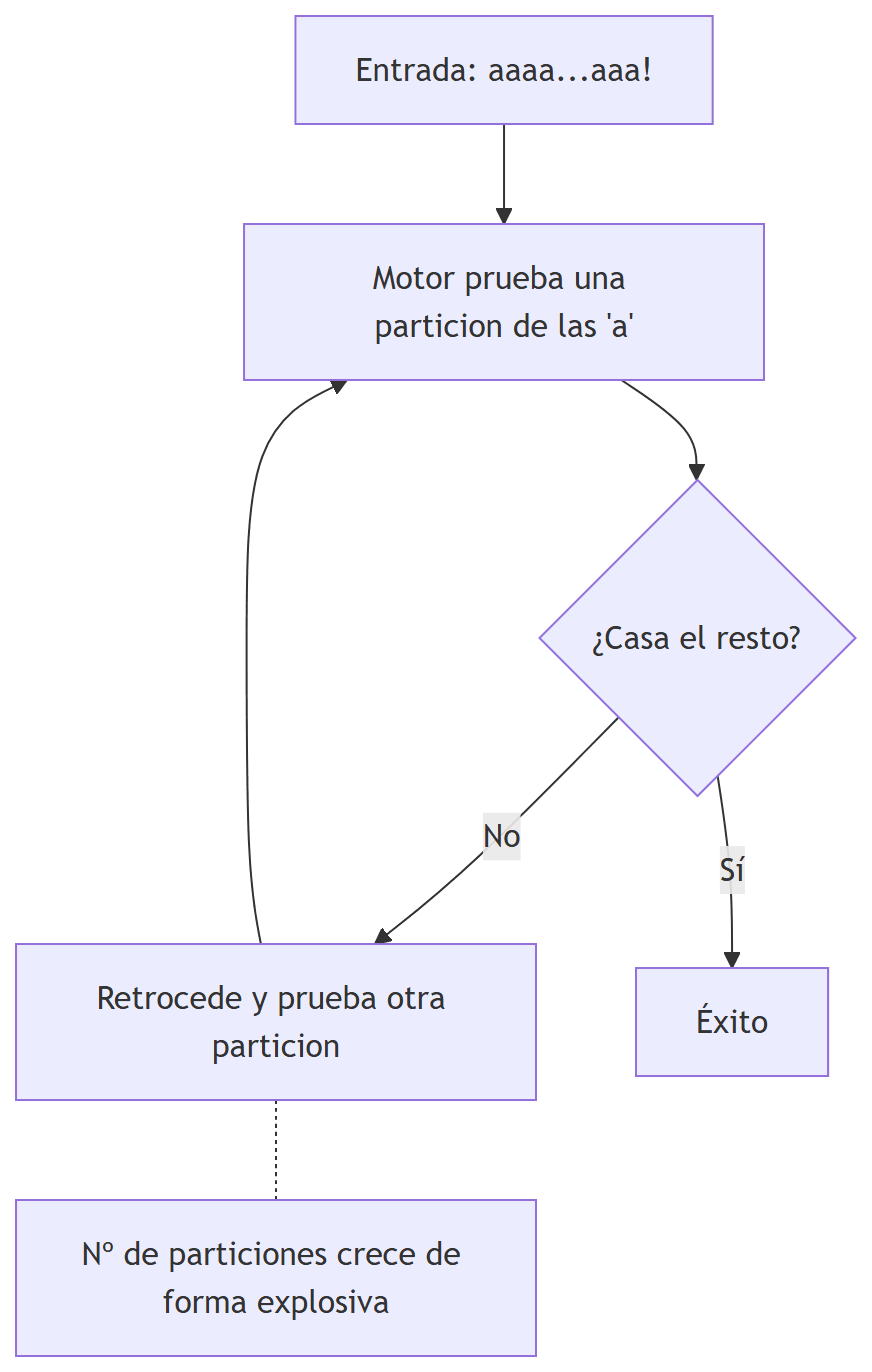 Entrada: aaaa...aaa!
Motor prueba una
particion de las 'a'
¿Casa el resto?
No
Sí
Retrocede y prueba otra
particion
Éxito
Nº de particiones crece de
forma explosiva